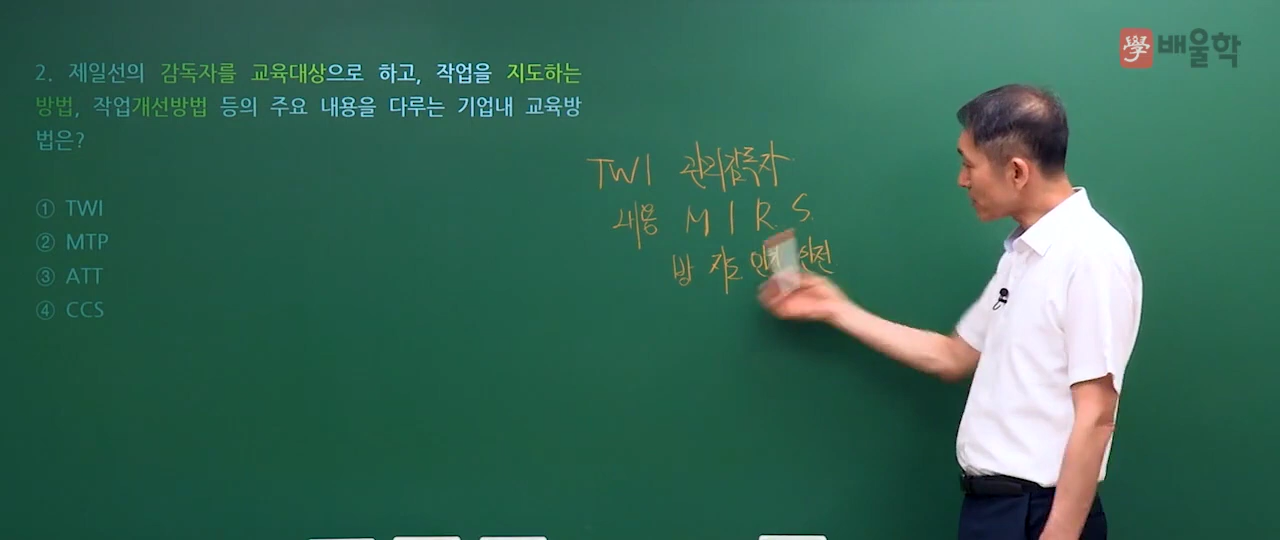 學 배울학
2. 제일선의 감독자를 교육대상으로 하고, 작업을 지도하는
방법, 작업개선방법 등의 주요 내용을 다루는 기업내 교육방
법은?
① TWI
② MTP
③ ATT
④ CCS
TWI 관리감독자
내용 M I R S
방 지도 안전